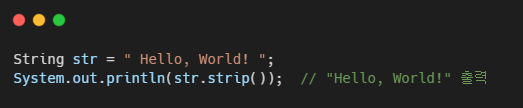 String str = " Hello, World! ";
System.out.println(str.strip());  // "Hello, World!" 출력